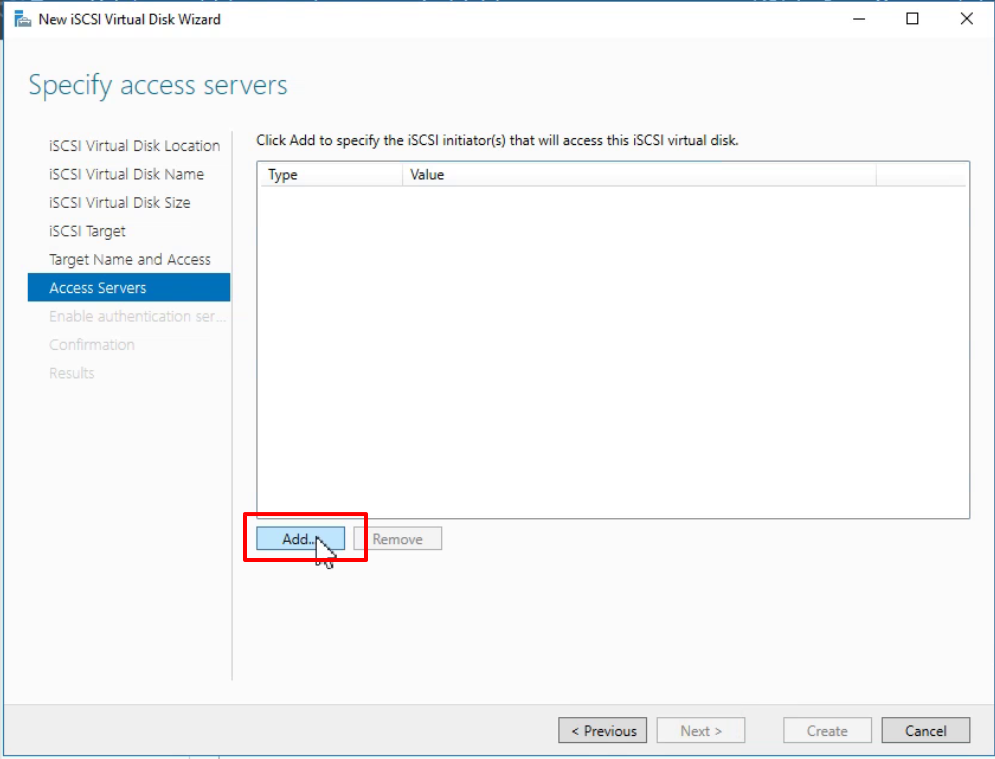 New iSCSI Virtual Disk Wizard
Specify access servers
iSCSI Virtual Disk Location
iSCSI Virtual Disk Name
iSCSI Virtual Disk Size
iSCSI Target
Target Name and Access
Access Servers
Enable authentication ser...
Confirmation
Results
Click Add to specify the iSCSI initiator(s) that will access this iSCSI virtual disk.
Type Value
Add... Remove
< Previous Next > Create Cancel